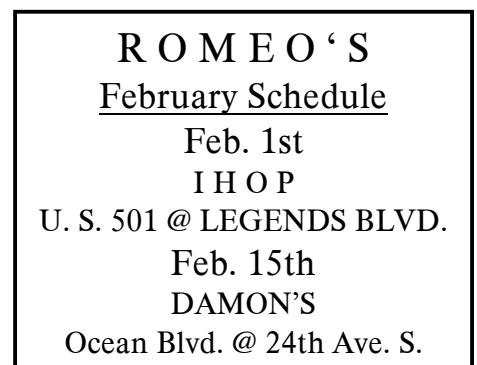 R O M E O ‘ S
February Schedule
Feb. 1st
I H O P
U. S. 501 @ LEGENDS BLVD.
Feb. 15th
DAMON’S
Ocean Blvd. @ 24th Ave. S.